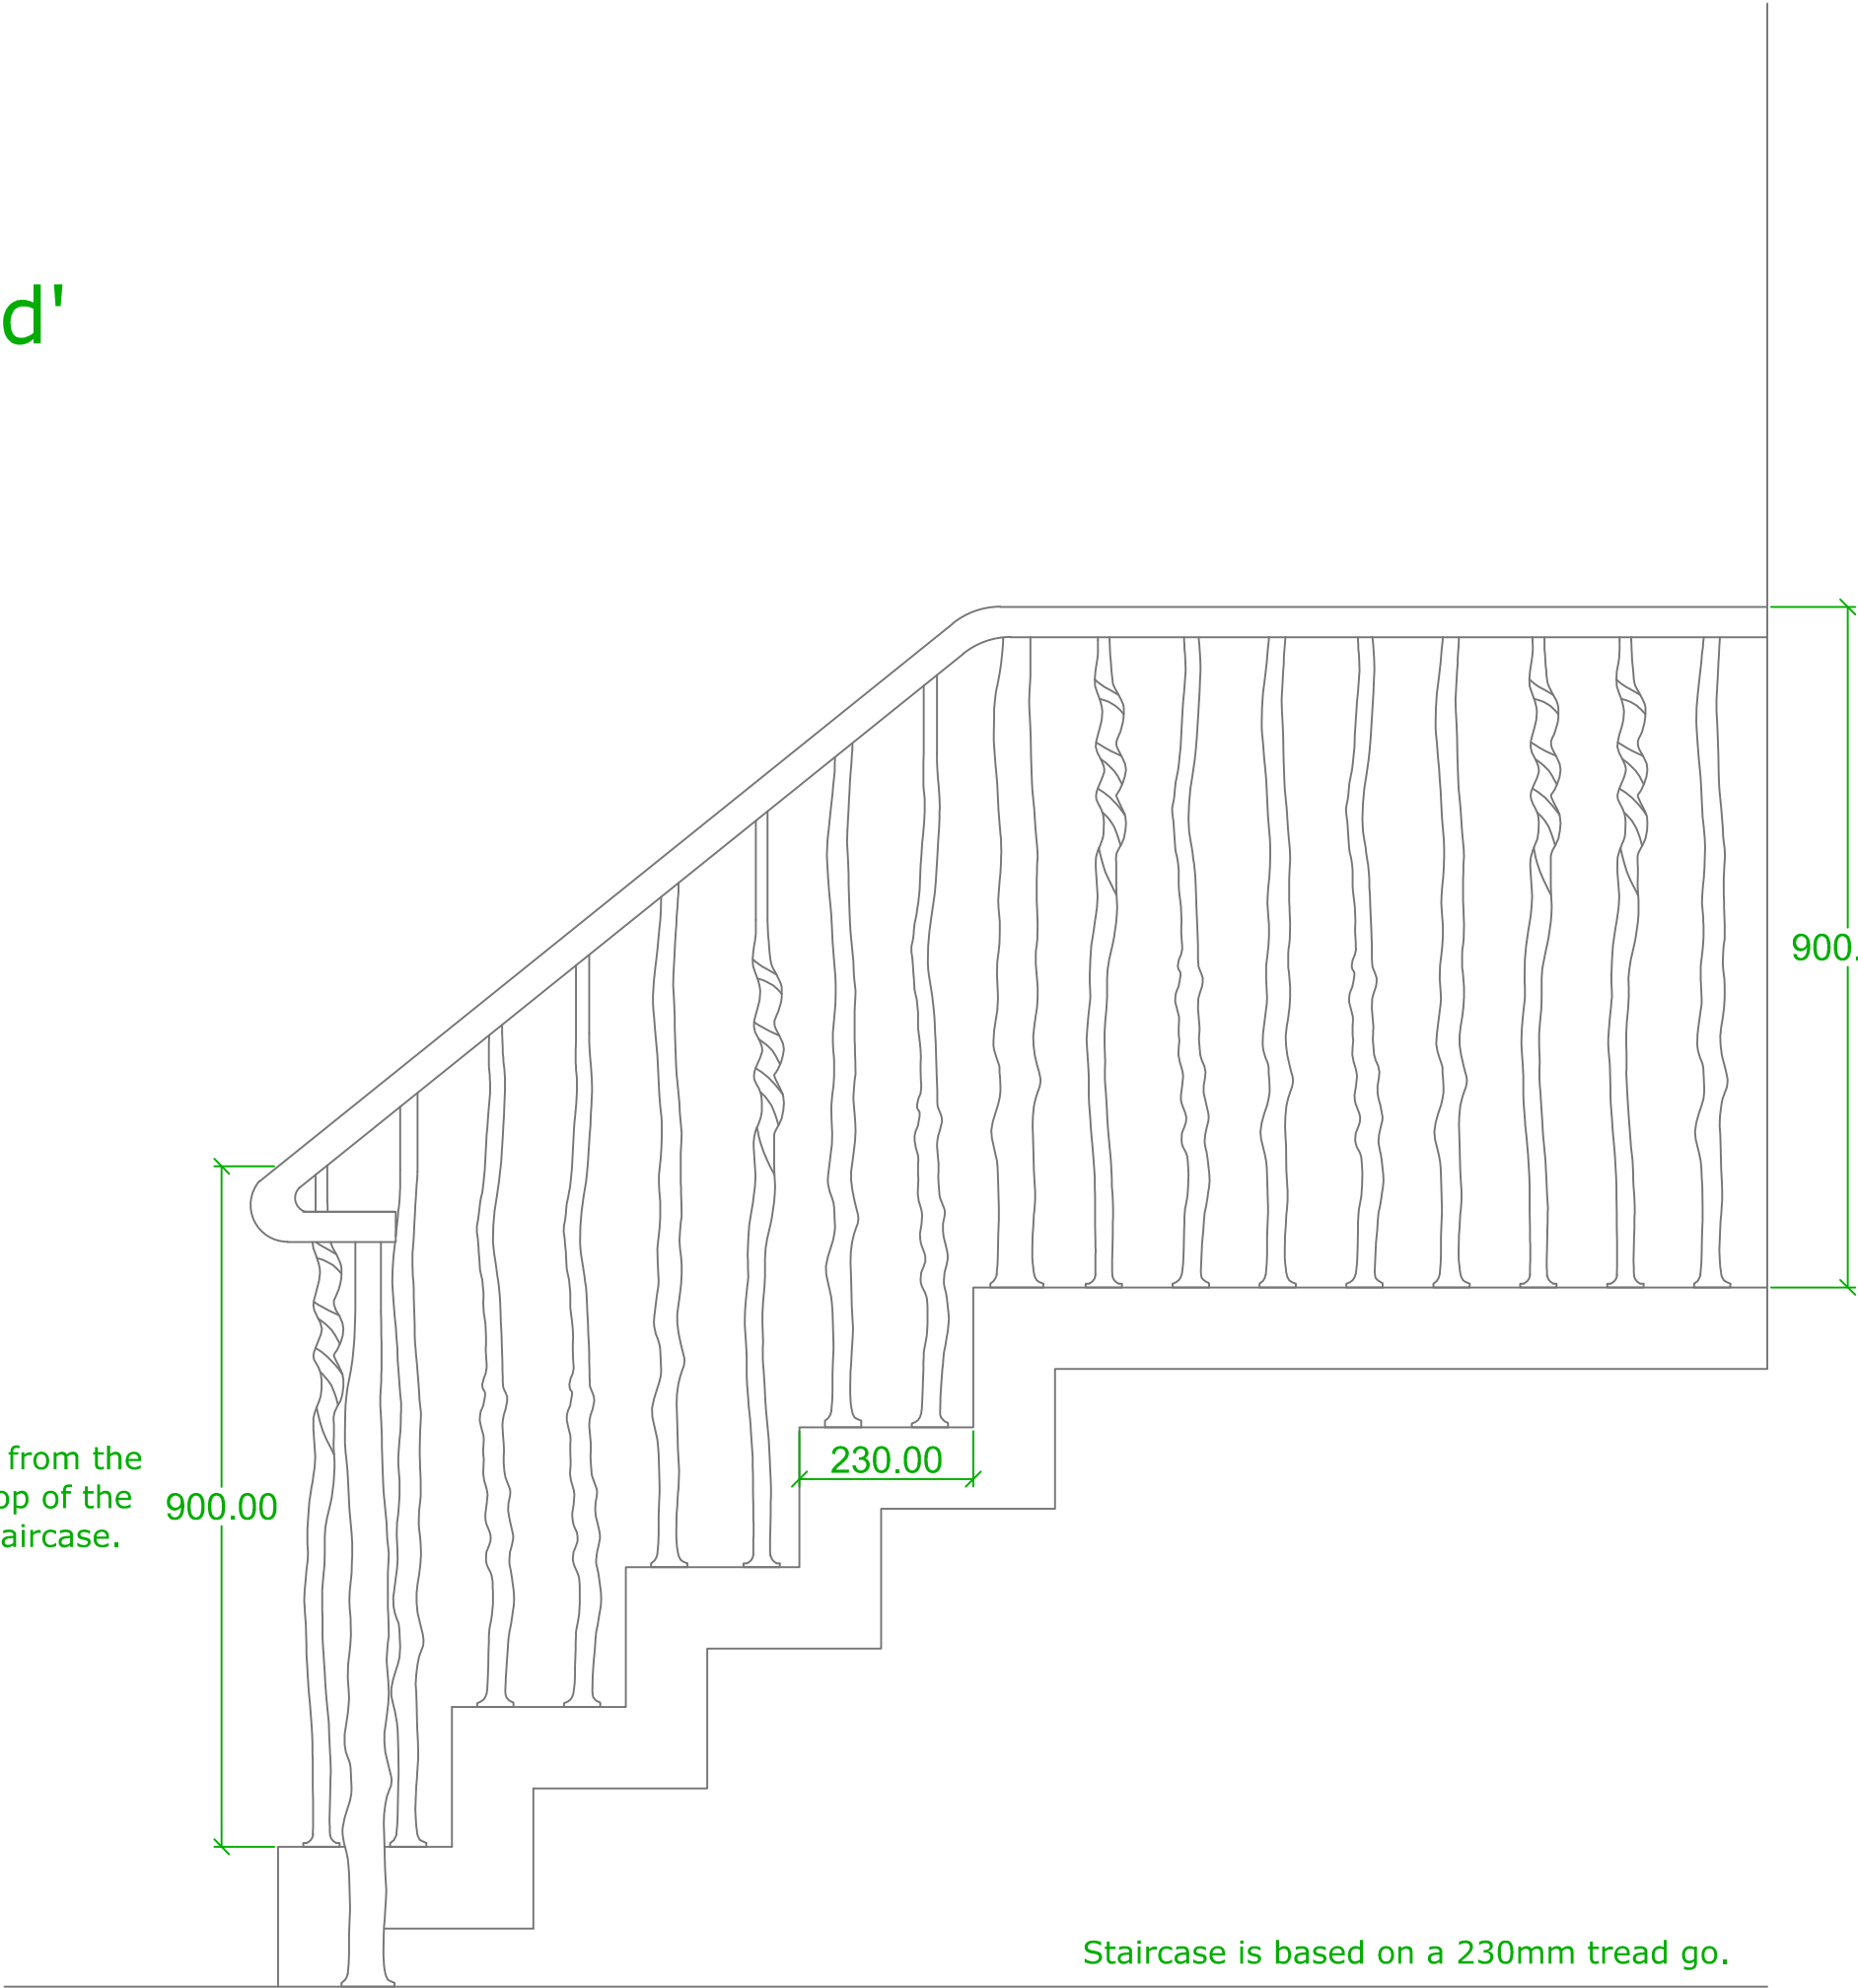 d'
900.
230.00
from the
900.00
op of the
aircase.
Staircase is based on a 230mm tread go.